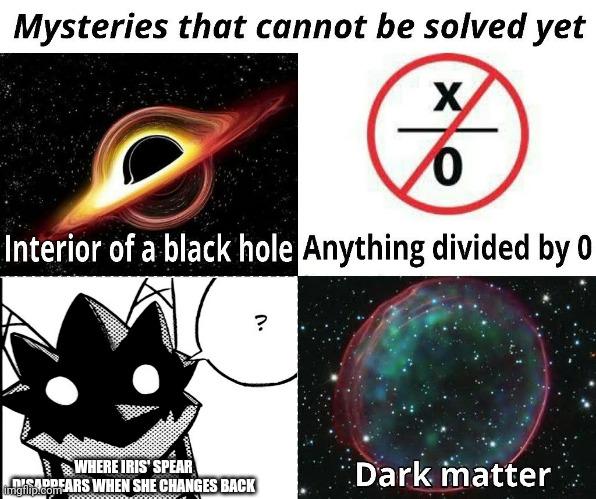 Mysteries that cannot be solved yet
x
0
Interior of a black hole
Anything divided by 0
?
WHERE IRIS' SPEAR
DISAPPEARS WHEN SHE CHANGES BACK
imgflip.com
Dark matter